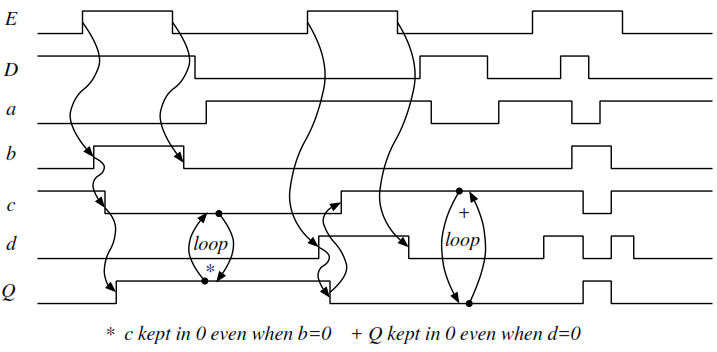 E
D
a
b
c
+
d
loop
loop
*
Q
* c kept in 0 even when b=0 + Q kept in 0 even when d=0